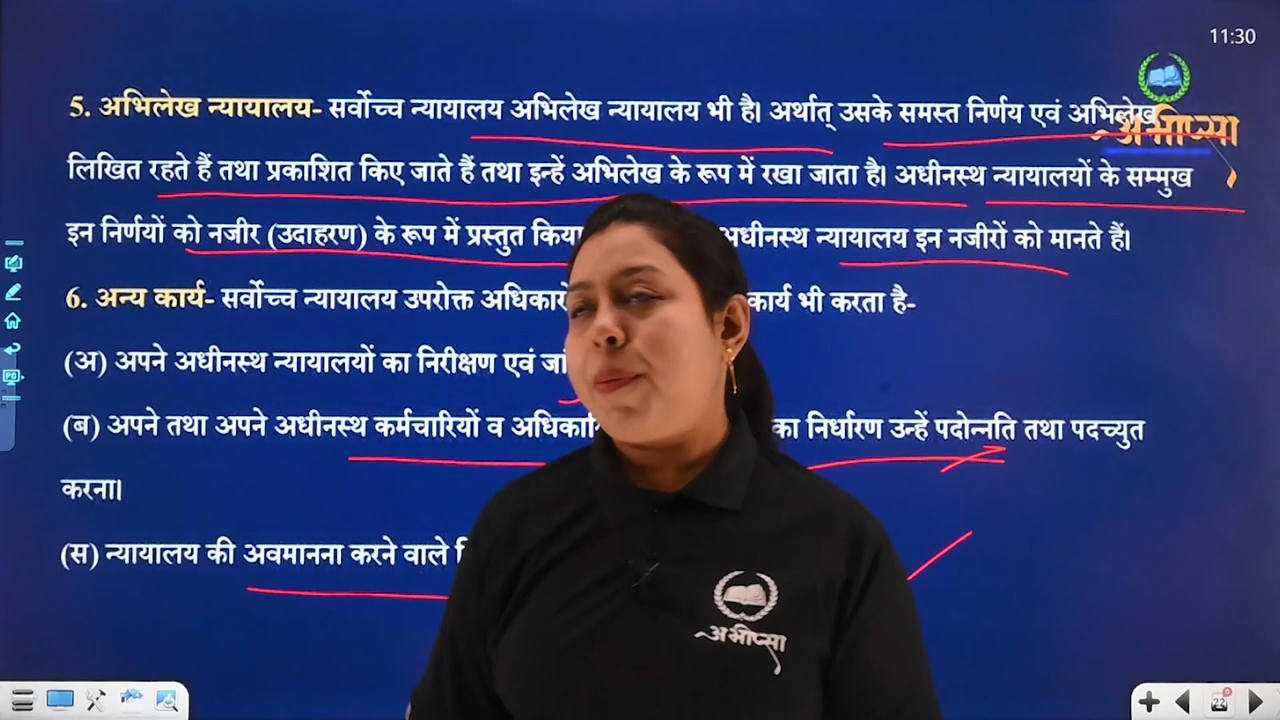 11:30
अभीप्सा
5. अभिलेख न्यायालय- सर्वोच्च न्यायालय अभिलेख न्यायालय भी है। अर्थात् उसके समस्त निर्णय एवं अभिलेख
लिखित रहते हैं तथा प्रकाशित किए जाते हैं तथा इन्हें अभिलेख के रूप में रखा जाता है। अधीनस्थ न्यायालयों के सम्मुख
इन निर्णयों को नजीर (उदाहरण) के रूप में प्रस्तुत अधीनस्थ न्यायालय इन नजीरों को मानते हैं।
6. अन्य कार्य- सर्वोच्च न्यायालय उपरोक्त कार्य भी करता है-
(अ) अपने अधीनस्थ न्यायालयों का निरीक्षण एवं
(ब) अपने तथा अपने अधीनस्थ कर्मचारियों व का निर्धारण उन्हें पदोन्नति तथा पदच्युत
करना।
(स) न्यायालय की अवमानना करने वाले
अभीप्सा
22